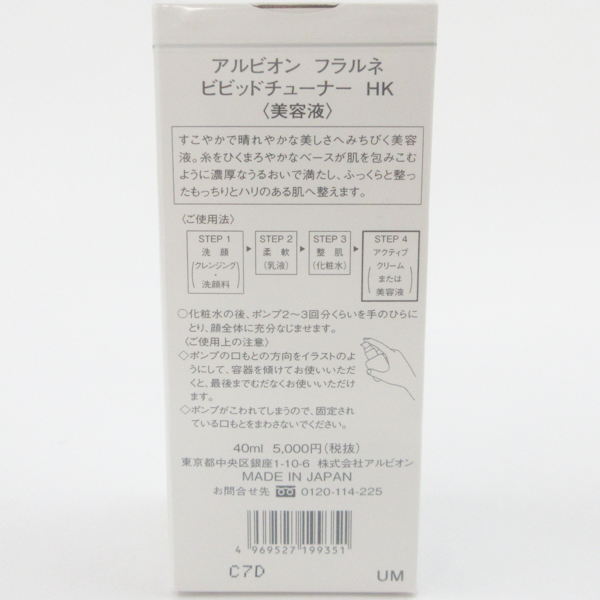 アルビオン フラルネ
ビビッドチューナー HK
〈美容液〉
すこやかで晴れやかな美しさへみちびく美容
液。糸をひくまろやかなベースが肌を包みこむ
ように濃厚なうるおいで満たし、ふっくらと整っ
たもっちりとハリのある肌へ整えます。
〈ご使用法〉
STEP 1
洗 顔
(クレンジング・洗顔料)
STEP 2
柔 軟
(乳液)
STEP 3
整 肌
(化粧水)
STEP 4
アクティブ
クリーム
または
美容液
○化粧水の後、ポンプ2〜3回分くらいを手のひらに
とり、顔全体に充分なじませます。
〈ご使用上の注意〉
◇ポンプの口もとの方向をイラストのよ
うにして、容器を傾けてお使いいただ
くと、最後までむだなくお使いいただけ
ます。
◇ポンプがこわれてしまうので、固定され
ている口もとをまわさないでください。
40ml 5,000円(税抜)
東京都中央区銀座1-10-6 株式会社アルビオン
MADE IN JAPAN
お問合せ先 0120-114-225
4 969527 199351
C7D
UM